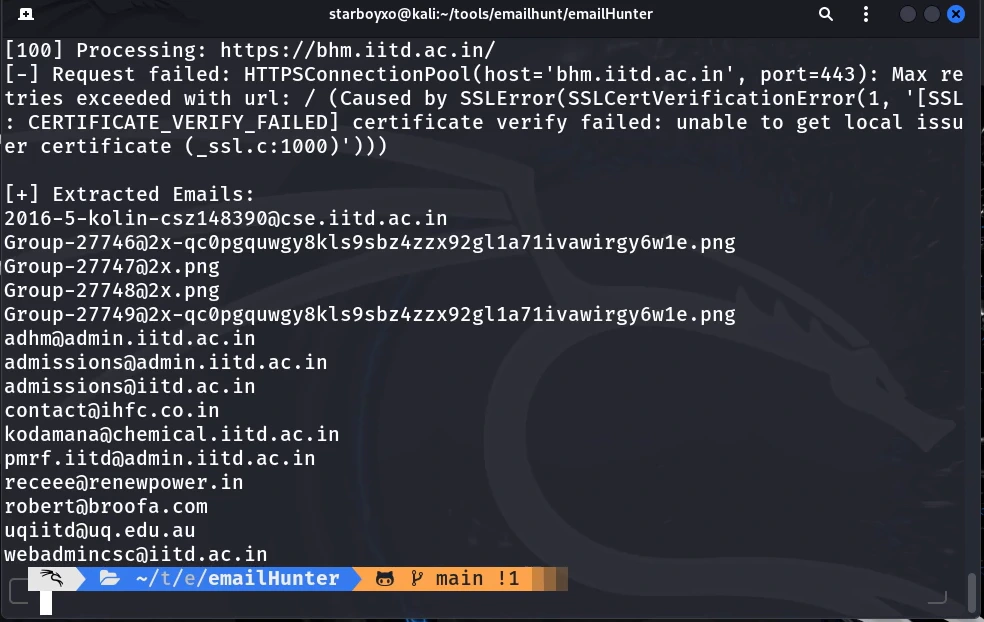 starboyxo@kali:~/tools/emailhunt/emailHunter
[100] Processing: https://bhm.iitd.ac.in/
[-] Request failed: HTTPSConnectionPool(host='bhm.iitd.ac.in', port=443): Max re
tries exceeded with url: / (Caused by SSLError(SSLCertVerificationError(1, '[SSL
: CERTIFICATE_VERIFY_FAILED] certificate verify failed: unable to get local issu
er certificate (_ssl.c:1000)')))
[+] Extracted Emails:
2016-5-kolin-csz148390@cse.iitd.ac.in
Group-27746@2x-qc0pgquwgy8kls9sbz4zzx92gl1a71ivawirgy6w1e.png
Group-27747@2x.png
Group-27748@2x.png
Group-27749@2x-qc0pgquwgy8kls9sbz4zzx92gl1a71ivawirgy6w1e.png
adhm@admin.iitd.ac.in
admissions@admin.iitd.ac.in
admissions@iitd.ac.in
contact@ihfc.co.in
kodamana@chemical.iitd.ac.in
pmrf.iitd@admin.iitd.ac.in
receee@renewpower.in
robert@broofa.com
uqiitd@uq.edu.au
webadmincsc@iitd.ac.in
~/t/e/emailHunter main !1